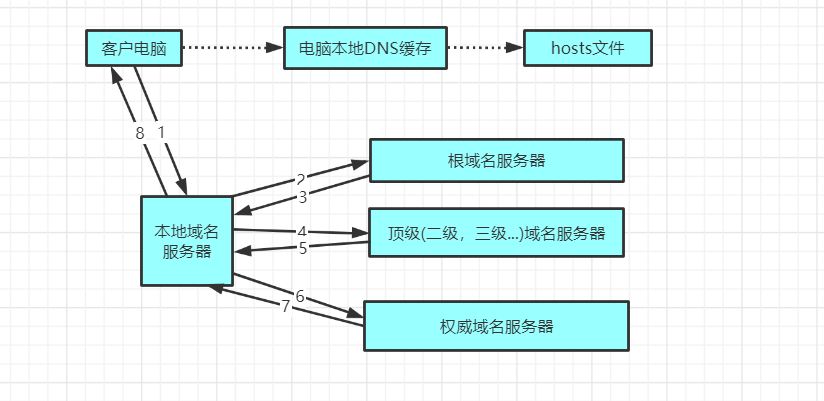 客户电脑
电脑本地DNS缓存
hosts文件
8
1
根域名服务器
2
3
本地域名
服务器
4
5
顶级(二级，三级...)域名服务器
6
7
权威域名服务器